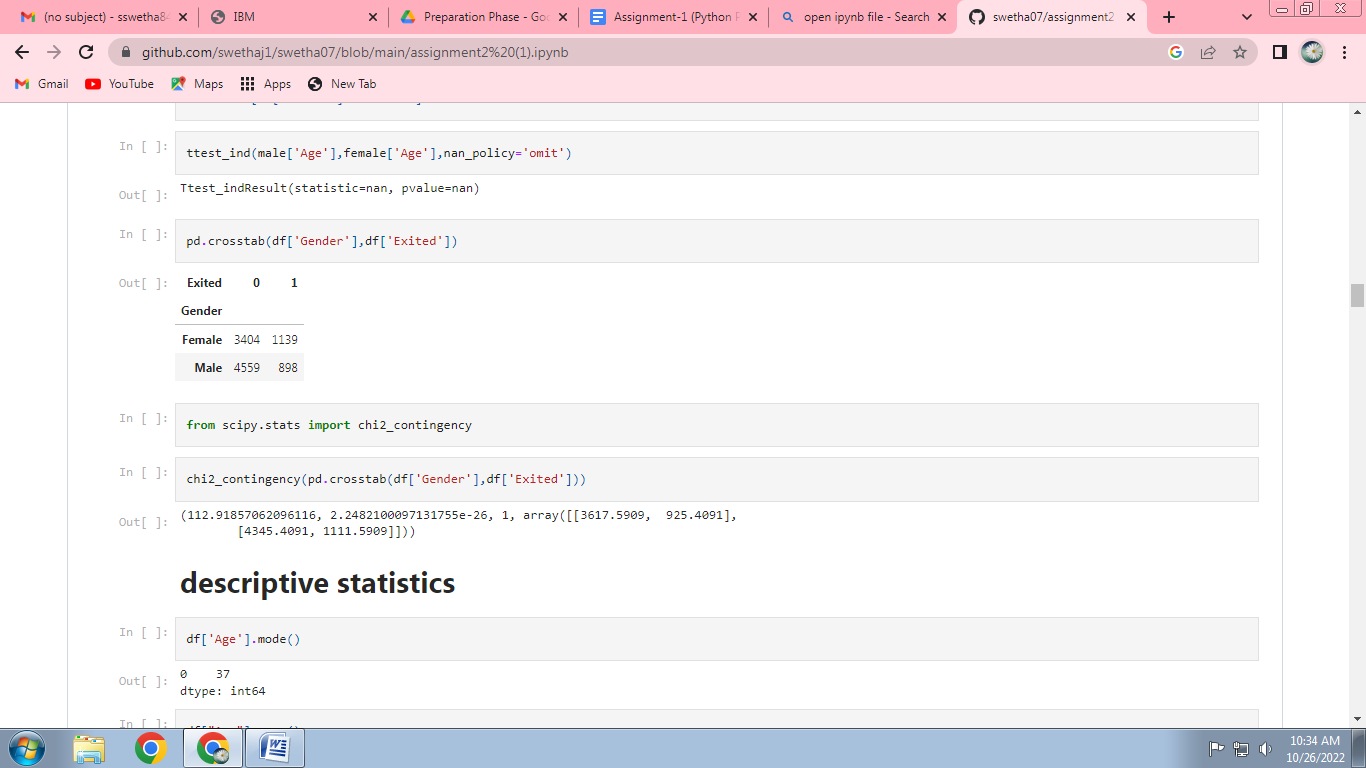 (no subject) - sswetha84
IBM
Preparation Phase - Goo
Assignment-1 (Python P
open ipynb file - Search
swetha07/assignment2
github.com/swethaj1/swetha07/blob/main/assignment2%20(1).ipynb
Gmail
YouTube
Maps
Apps
New Tab
In [ ]:
ttest_ind(male['Age'],female['Age'],nan_policy='omit')
Out[ ]:
Ttest_indResult(statistic=nan, pvalue=nan)
In [ ]:
pd.crosstab(df['Gender'],df['Exited'])
Out[ ]:
Exited 0 1
Gender
Female 3404 1139
Male 4559 898
In [ ]:
from scipy.stats import chi2_contingency
In [ ]:
chi2_contingency(pd.crosstab(df['Gender'],df['Exited']))
Out[ ]:
(112.91857062096116, 2.2482100097131755e-26, 1, array([[3617.5909,  925.4091],
[4345.4091, 1111.5909]]))
descriptive statistics
In [ ]:
df['Age'].mode()
Out[ ]:
0    37
dtype: int64
In [ ]:
10:34 AM
10/26/2022